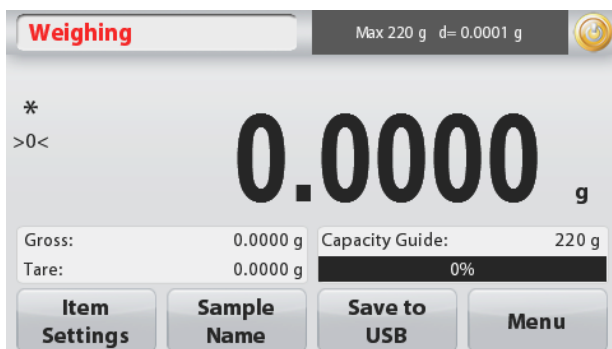 Weighing
Max 220 g d= 0.0001 g
*
>0<
0.0000 g
Gross: 0.0000 g
Tare: 0.0000 g
Capacity Guide: 220 g
0%
Item
Settings
Sample
Name
Save to
USB
Menu